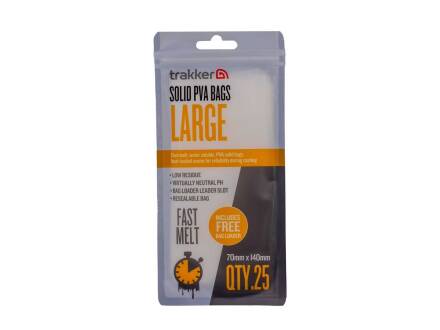 trakker
SOLID PVA BAGS
LARGE
• LOW RESIDUE
• VIRTUALLY NEUTRAL PH
• BAG LOADER LEADER SLOT
• RESEALABLE BAG
FAST
MELT
INCLUDES
FREE
BAG LOADER
70mm x 140mm
QTY.25